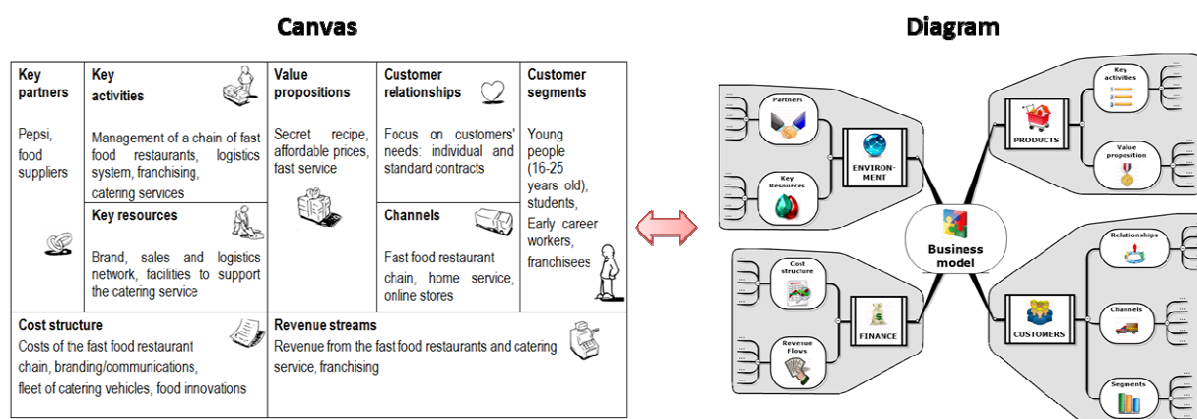 Canvas
Key
partners
Pepsi,
food
suppliers
Key
activities
Management of a chain of fast
food restaurants, logistics
system, franchising,
catering services
Key resources
Brand, sales and logistics
network, facilities to support
the catering service
Value
propositions
Secret recipe,
affordable prices,
fast service
Customer
relationships
Focus on customers'
needs: individual and
standard contracts
Channels
Fast food restaurant
chain, home service,
online stores
Customer
segments
Young
people
(16-25
years old),
students,
Early career
workers,
franchisees
Cost structure
Costs of the fast food restaurant
chain, branding/communications,
fleet of catering vehicles, food innovations
Revenue streams
Revenue from the fast food restaurants and catering
service, franchising
Diagram
Partners
Key
Resources
ENVIRON-
MENT
Cost
structure
Revenue
Flows
FINANCE
Business
model
PRODUCTS
Key
activities
Value
proposition
CUSTOMERS
Relationships
Channels
Segments